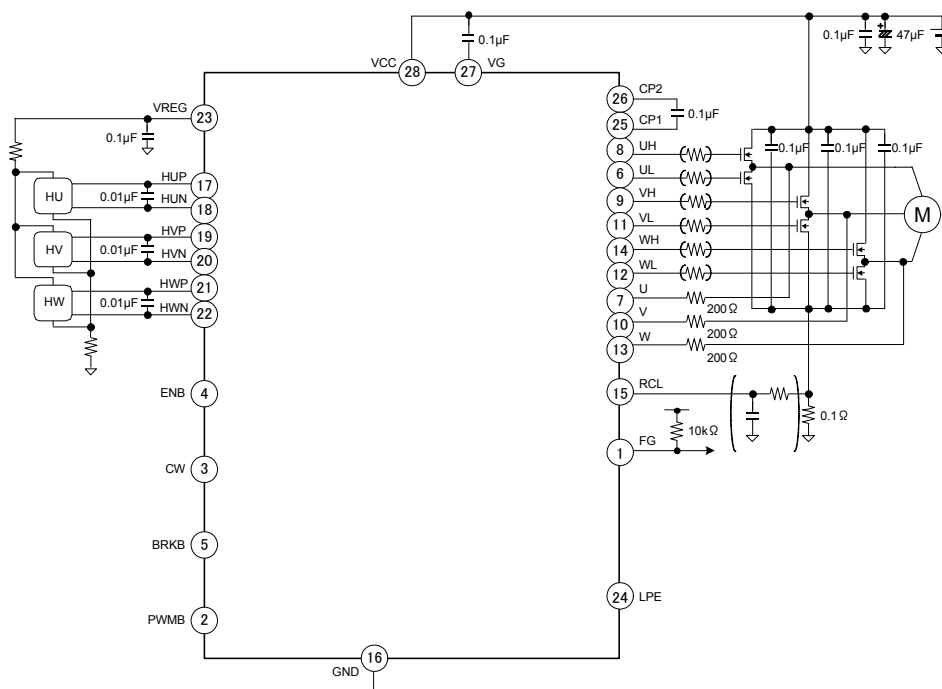 0.1µF
0.1µF
+
47µF
VCC
28
27
VG
VREG
23
0.1µF
26
CP2
0.1µF
25
CP1
8
UH
0.1µF
0.1µF
0.1µF
6
UL
HU
HUP
17
0.01µF
HUN
18
9
VH
M
11
VL
HV
HVP
19
0.01µF
HVN
20
14
WH
12
WL
HW
HWP
21
0.01µF
HWN
22
7
U
200Ω
10
V
200Ω
13
W
200Ω
ENB
4
15
RCL
0.1Ω
10kΩ
1
FG
CW
3
BRKB
5
24
LPE
PWMB
2
16
GND